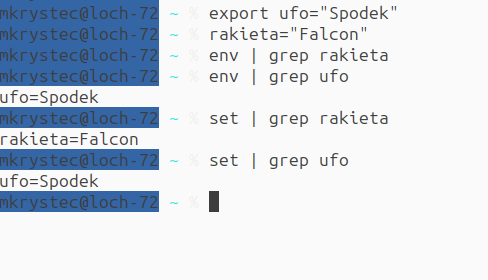 mkrystec@loch-72 ~ % export ufo="Spodek"
mkrystec@loch-72 ~ % rakieta="Falcon"
mkrystec@loch-72 ~ % env | grep rakieta
mkrystec@loch-72 ~ % env | grep ufo
ufo=Spodek
mkrystec@loch-72 ~ % set | grep rakieta
rakieta=Falcon
mkrystec@loch-72 ~ % set | grep ufo
ufo=Spodek
mkrystec@loch-72 ~ %